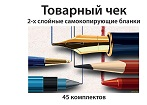 Товарный чек
2-х слойные самокопирующие бланки
45 комплектов